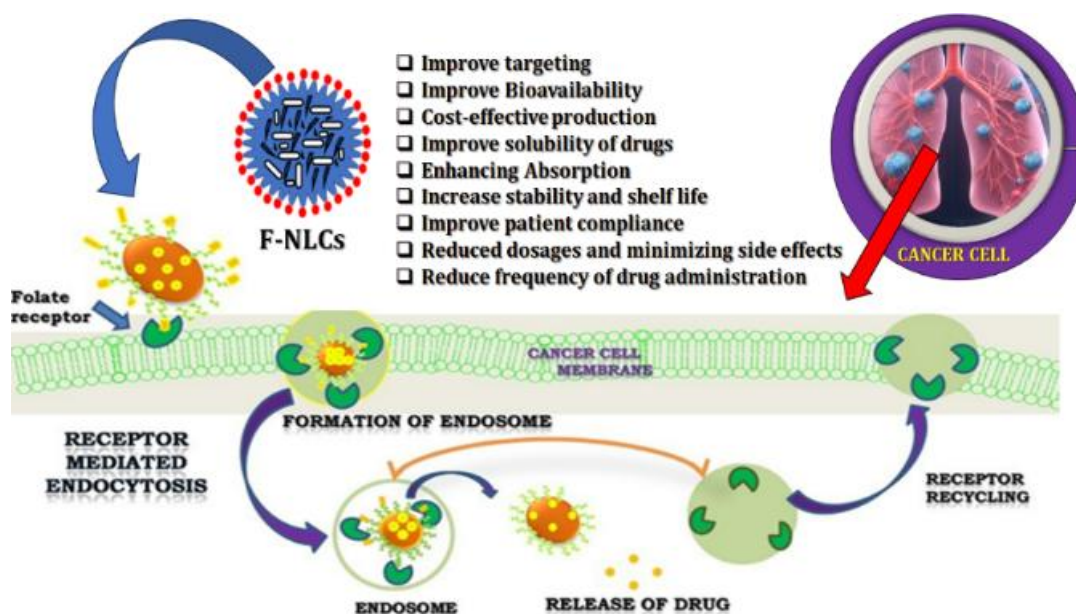 Improve targeting
Improve Bioavailability
Cost-effective production
Improve solubility of drugs
Enhancing Absorption
Increase stability and shelf life
Improve patient compliance
Reduced dosages and minimizing side effects
Reduce frequency of drug administration
F-NLCs
CANCER CELL
Folate
receptor
CANCER CELL
MEMBRANE
FORMATION OF ENDOSOME
RECEPTOR
MEDIATED
ENDOCYTOSIS
RECEPTOR
RECYCLING
ENDOSOME
RELEASE OF DRUG